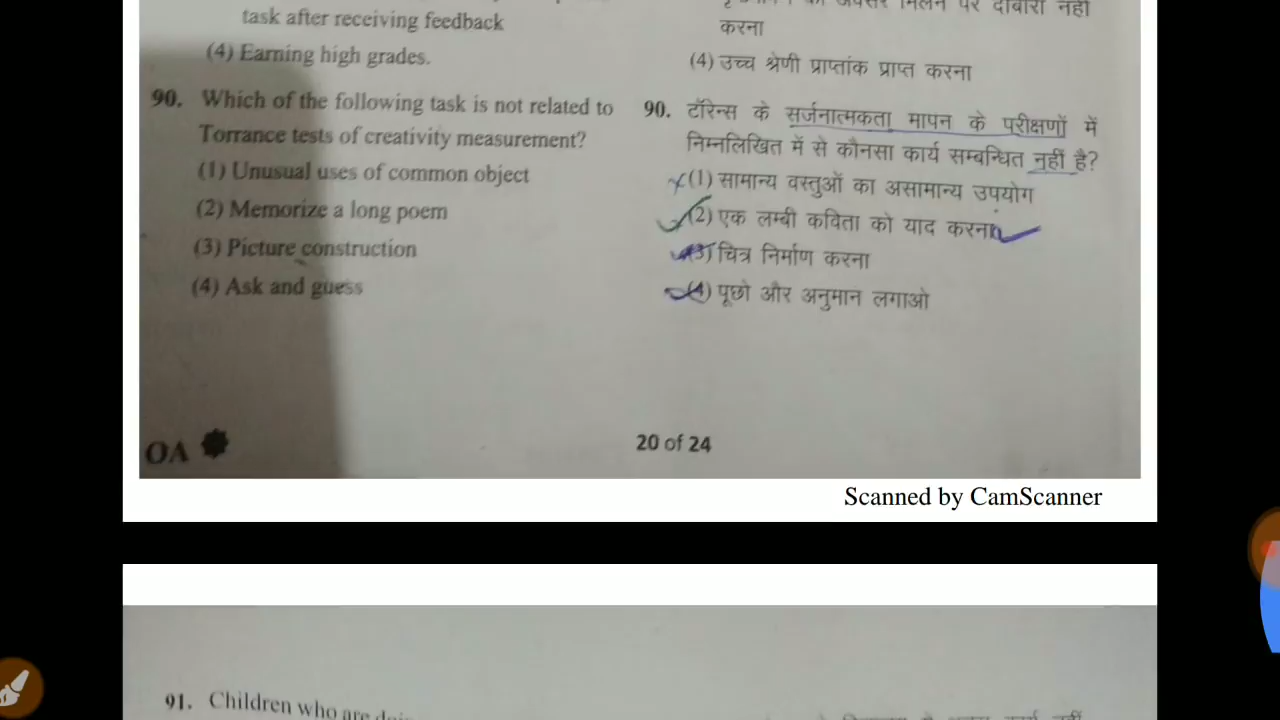 task after receiving feedback
(4) Earning high grades.
90. Which of the following task is not related to
Torrance tests of creativity measurement?
(1) Unusual uses of common object
(2) Memorize a long poem
(3) Picture construction
(4) Ask and guess
अवसर मिलने पर दोबारा नहीं
करना
(4) उच्च श्रेणी प्राप्तांक प्राप्त करना
90. टॉरेन्स के सर्जनात्मकता मापन के परीक्षणों में
निम्नलिखित में से कौनसा कार्य सम्बन्धित नहीं है?
(1) सामान्य वस्तुओं का असामान्य उपयोग
(2) एक लम्बी कविता को याद करना
(3) चित्र निर्माण करना
(4) पूछो और अनुमान लगाओ
OA
20 of 24
Scanned by CamScanner
91. Children who are